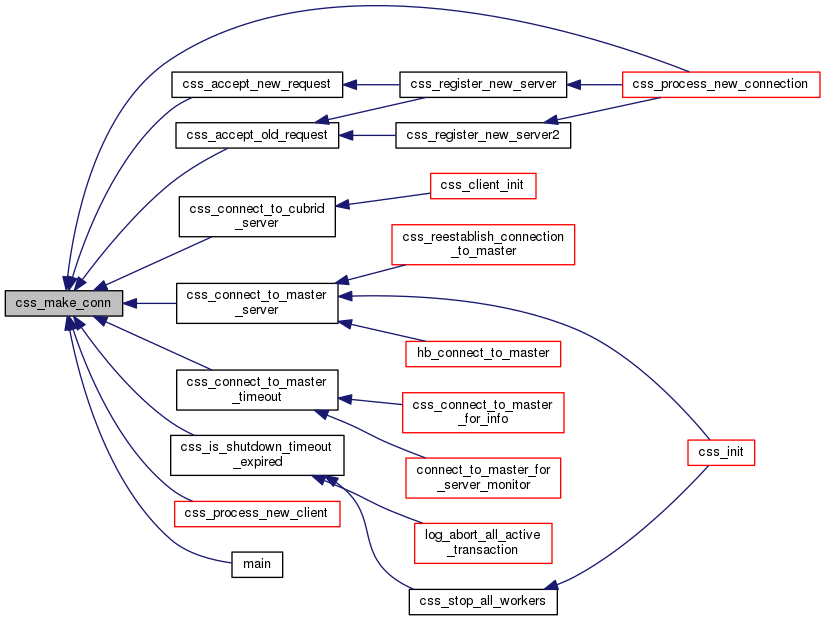 css_make_conn
css_accept_new_request
css_accept_old_request
css_connect_to_cubrid
_server
css_connect_to_master
_server
css_connect_to_master
_timeout
css_is_shutdown_timeout
_expired
css_process_new_client
main
css_register_new_server
css_register_new_server2
css_client_init
css_reestablish_connection
_to_master
hb_connect_to_master
css_connect_to_master
_for_info
connect_to_master_for
_server_monitor
log_abort_all_active
_transaction
css_stop_all_workers
css_process_new_connection
css_init